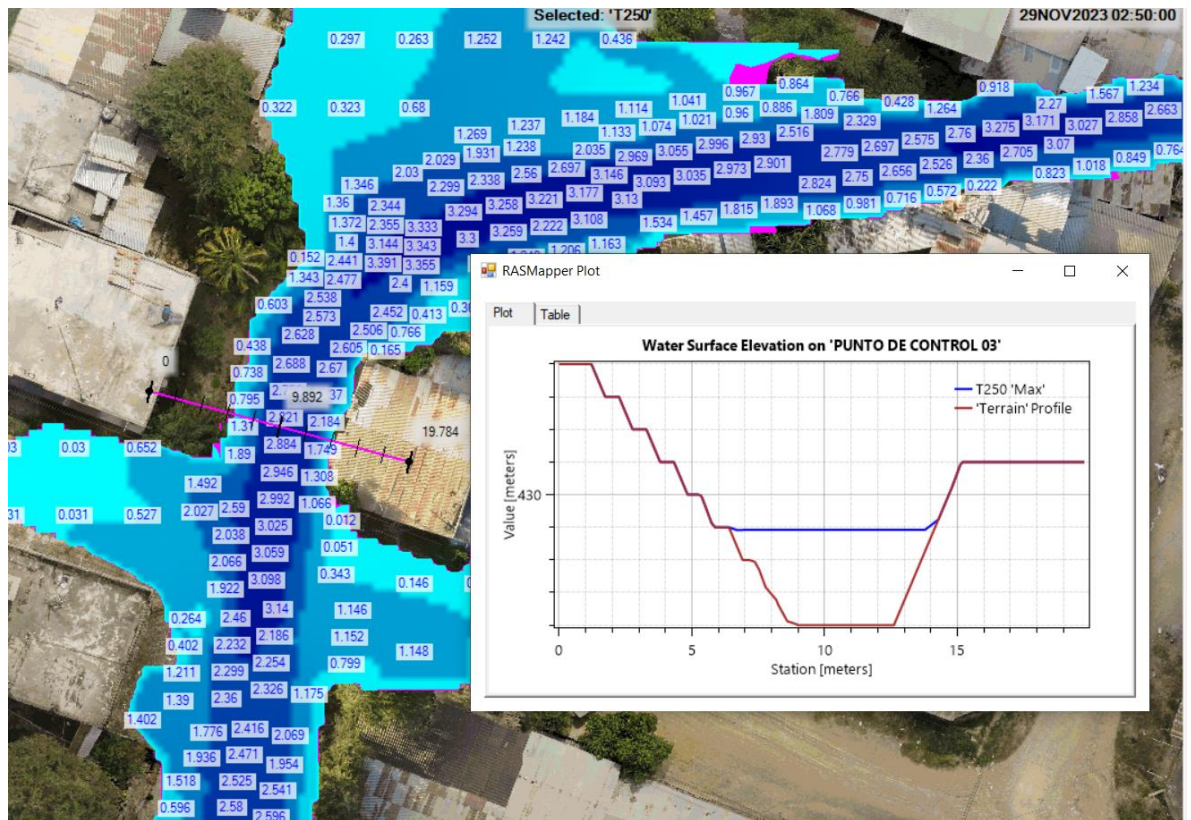 Selected: 'T250'
29NOV2023 02:50:00
0.297 0.263 1.252 1.242 0.436
0.322 0.323 0.68
0.967 0.864 0.766 0.428 1.264 0.918 2.27 1.567 1.234
1.114 1.041 0.96 0.886 1.809 2.329 3.275 3.171 3.027 2.858 2.663
1.269 1.237 1.184 1.133 1.074 1.021 2.93 2.516 2.575 2.76
2.029 1.931 1.238 2.035 2.969 3.055 2.996 2.779 2.697 2.36 2.705 3.07
2.03 2.299 2.338 2.56 2.697 3.146 3.093 3.035 2.973 2.901 2.824 2.75 2.656 2.526 0.823 1.018 0.849
1.346 3.294 3.258 3.221 3.177 3.13 1.068 0.981 0.716 0.572 0.222
1.36 2.344 3.259 2.222 3.108 1.534 1.457 1.815 1.893
1.372 2.355 3.333 3.3 1.206 1.163
1.4 3.144 3.343
0.152 2.441 3.391 3.355
1.343 2.477 2.4 1.159
0.603 2.538
2.573 2.452 0.413
2.628 2.506 0.766
0.438 2.605 0.165
0
0.738 2.688 2.67
0.795 9.892
1.31 2.184
19.784
0.03 0.652 1.89 2.884 1.749
2.946 1.308
1.492 2.992 1.066
0.031 0.527 2.027 2.59 3.025 0.012
2.038 3.059 0.051
2.066 3.098 0.343 0.146
1.922
0.264 2.46 3.14 1.146
0.402 2.232 2.186 1.152 1.148
1.211 2.299 2.254 0.799
1.39 2.36 2.326 1.175
1.402
1.776 2.416 2.069
1.936 2.471 1.954
1.518 2.525 2.541
0.596 2.58 2.596
RASMapper Plot
Plot Table
Water Surface Elevation on 'PUNTO DE CONTROL 03'
T250 'Max'
'Terrain' Profile
Value [meters]
430
0 5 10 15
Station [meters]